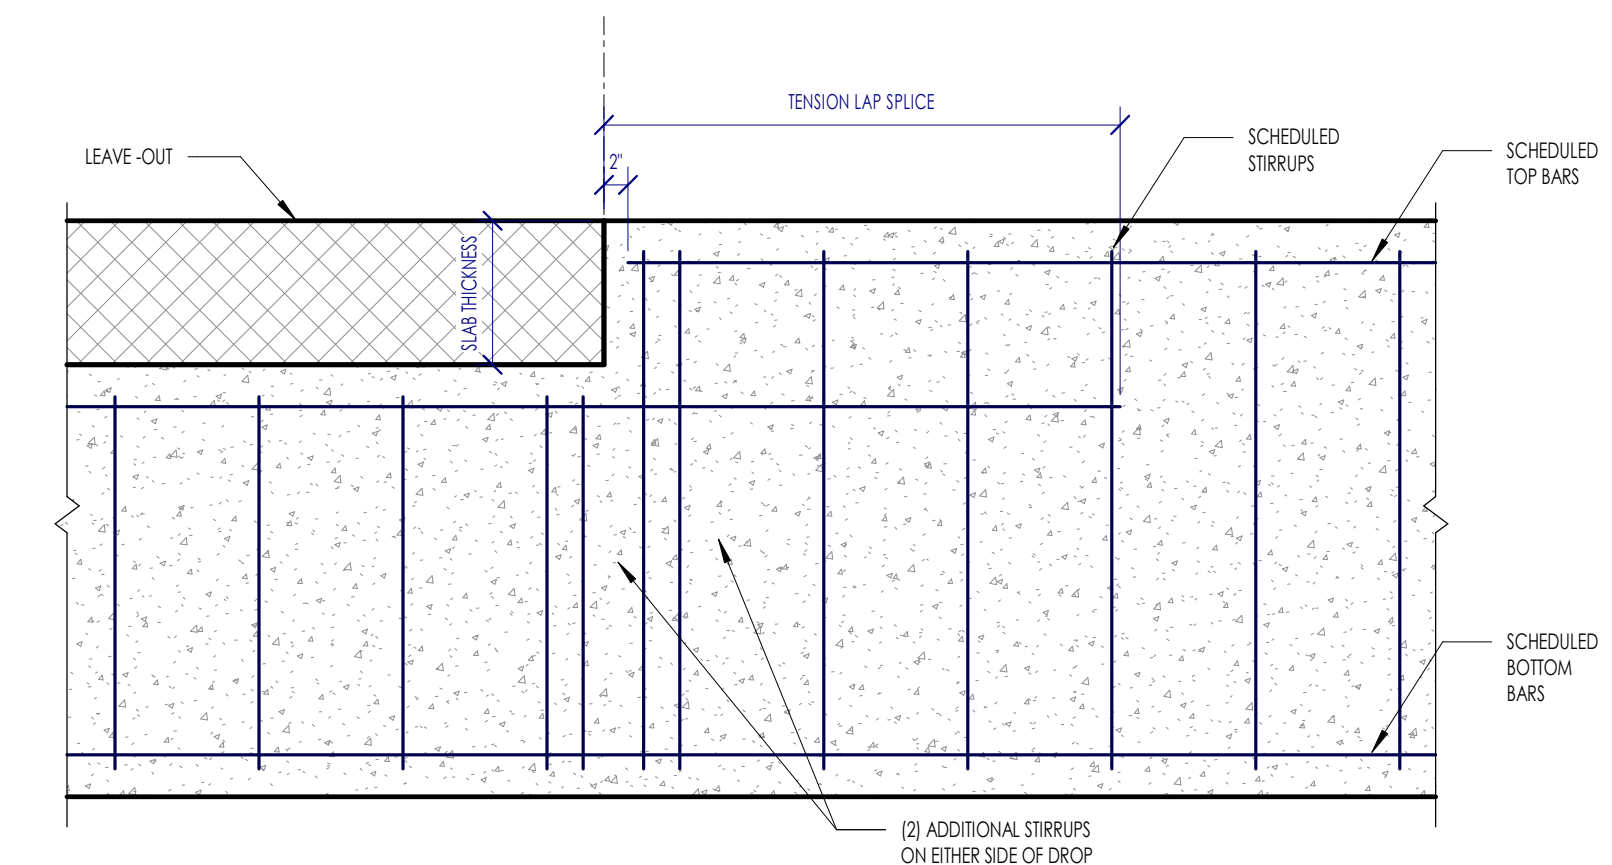 TENSION LAP SPLICE
LEAVE -OUT
2"
SCHEDULED
STIRRUPS
SCHEDULED
TOP BARS
SLAB THICKNESS
SCHEDULED
BOTTOM
BARS
(2) ADDITIONAL STIRRUPS
ON EITHER SIDE OF DROP